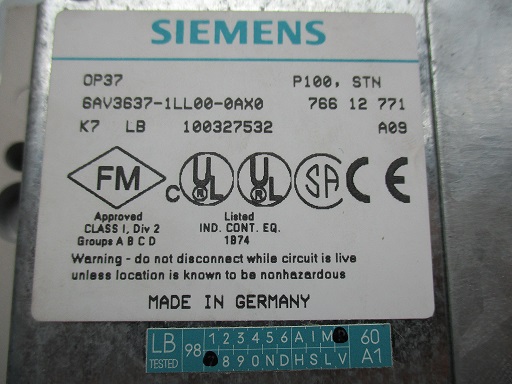 SIEMENS
OP37 P100, STN
6AV3637-1LL00-0AX0 766 12 771
K7 LB 100327532 A09
FM C UL R UL R SA CE
Approved Listed
CLASS I, Div 2 IND. CONT. EQ.
Groups A B C D 1B74
Warning - do not disconnect while circuit is live
unless location is known to be nonhazardous
MADE IN GERMANY
LB 98 1 2 3 4 5 6 A I M 60
TESTED 8 9 0 N D H S L V A1